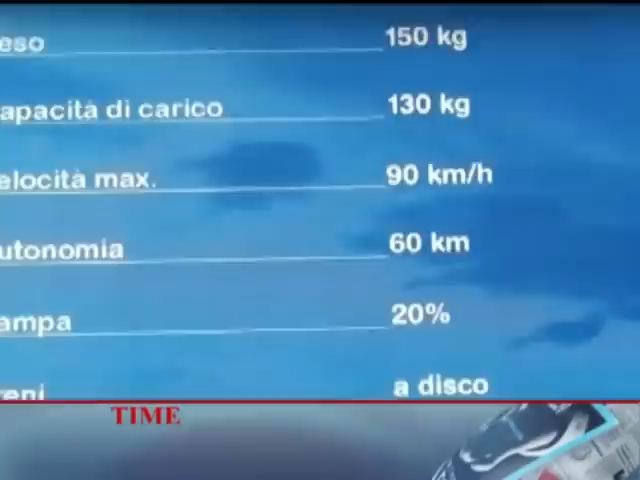 eso 150 kg
apacità di carico 130 kg
elocità max. 90 km/h
utonomia 60 km
ampa 20%
reni a disco
TIME